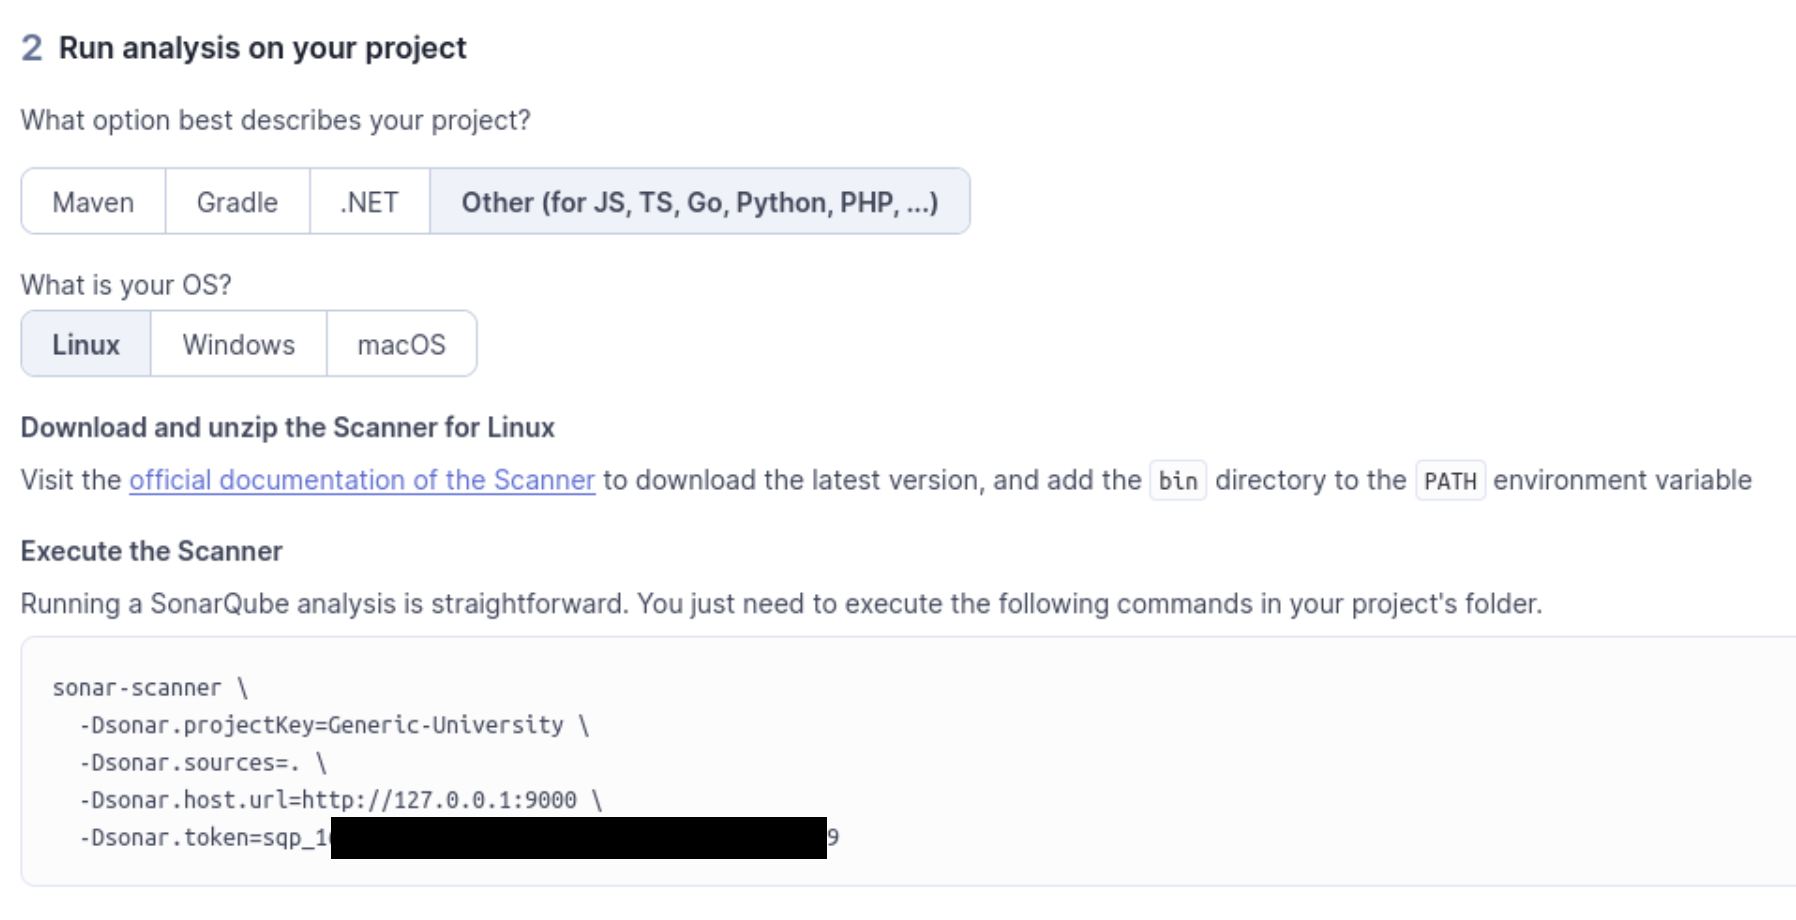 2 Run analysis on your project
What option best describes your project?
Maven Gradle .NET Other (for JS, TS, Go, Python, PHP, ...)
What is your OS?
Linux Windows macOS
Download and unzip the Scanner for Linux
Visit the official documentation of the Scanner to download the latest version, and add the bin directory to the PATH environment variable
Execute the Scanner
Running a SonarQube analysis is straightforward. You just need to execute the following commands in your project's folder.
sonar-scanner \
-Dsonar.projectKey=Generic-University \
-Dsonar.sources=. \
-Dsonar.host.url=http://127.0.0.1:9000 \
-Dsonar.token=sqp_1 9